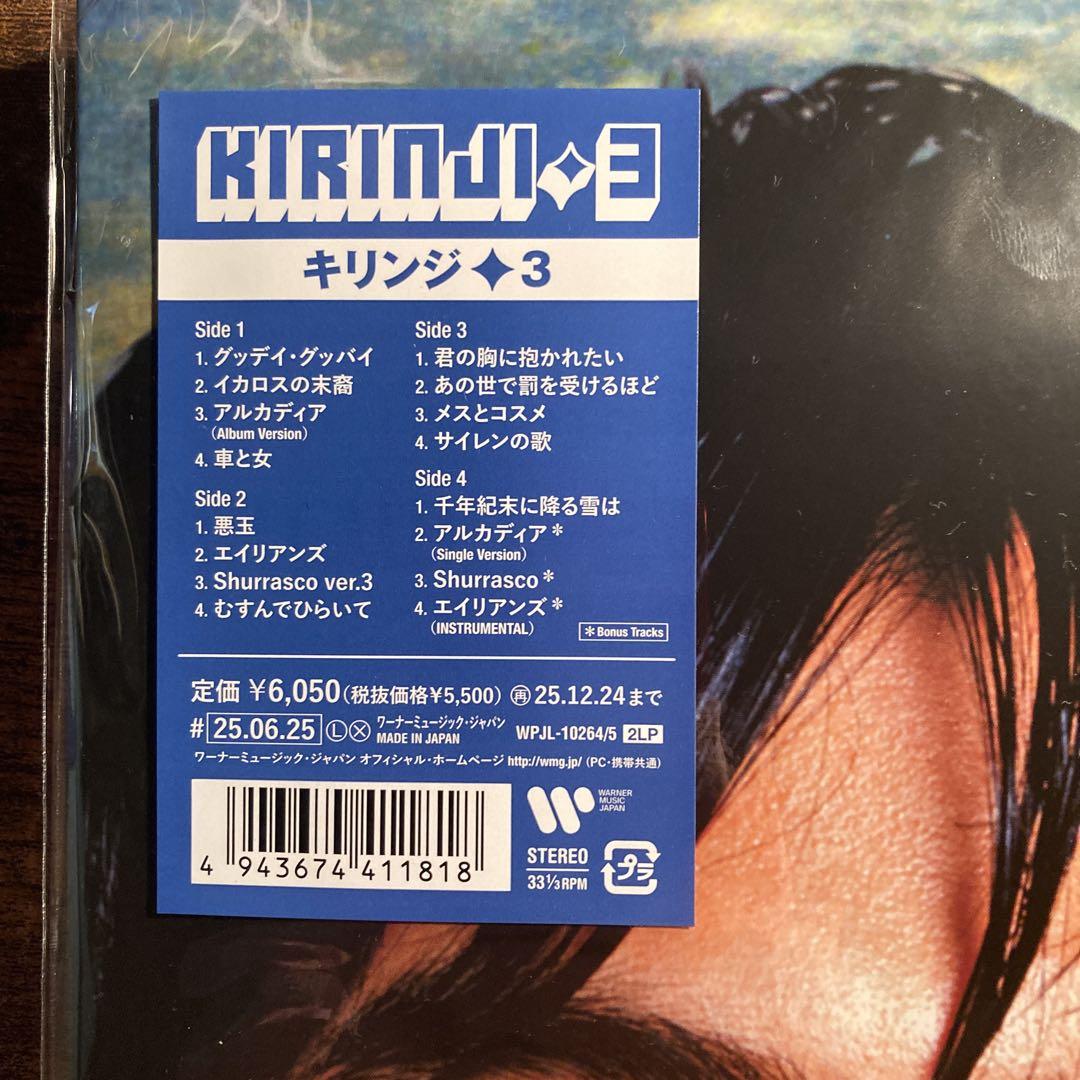 KIRINJI✦3
キリンジ✦3
Side 1
1. グッデイ・グッバイ
2. イカロスの末裔
3. アルカディア
(Album Version)
4. 車と女
Side 2
1. 悪玉
2. エイリアンズ
3. Shurrasco ver.3
4. むすんでひらいて
Side 3
1. 君の胸に抱かれたい
2. あの世で罰を受けるほど
3. メスとコスメ
4. サイレンの歌
Side 4
1. 千年紀末に降る雪は
2. アルカディア*
(Single Version)
3. Shurrasco*
4. エイリアンズ*
(INSTRUMENTAL)
*Bonus Tracks
定価 ¥6,050(税抜価格¥5,500) 再 25.12.24まで
# 25.06.25 Ⓛ ⓧ ワーナーミュージック・ジャパン
MADE IN JAPAN WPJL-10264/5 2LP
ワーナーミュージック・ジャパン オフィシャル・ホームページ http://wmg.jp/ (PC・携帯共通)
4 943674 411818
WARNER
MUSIC
JAPAN
STEREO
33⅓RPM
プラ